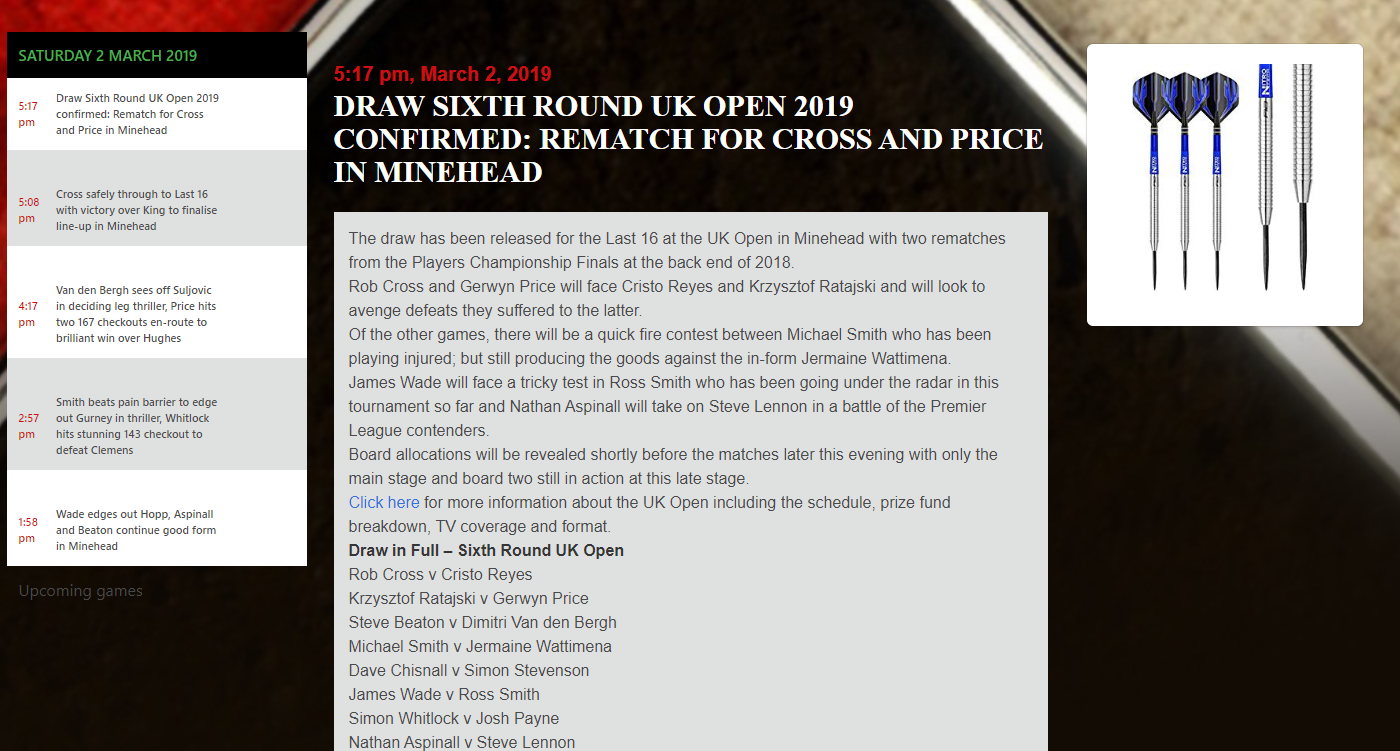 SATURDAY 2 MARCH 2019
5:17
pm
Draw Sixth Round UK Open 2019
confirmed: Rematch for Cross
and Price in Minehead
5:08
pm
Cross safely through to Last 16
with victory over King to finalise
line-up in Minehead
4:17
pm
Van den Bergh sees off Suljovic
in deciding leg thriller, Price hits
two 167 checkouts en-route to
brilliant win over Hughes
2:57
pm
Smith beats pain barrier to edge
out Gurney in thriller, Whitlock
hits stunning 143 checkout to
defeat Clemens
1:58
pm
Wade edges out Hopp, Aspinall
and Beaton continue good form
in Minehead
Upcoming games
5:17 pm, March 2, 2019
DRAW SIXTH ROUND UK OPEN 2019
CONFIRMED: REMATCH FOR CROSS AND PRICE
IN MINEHEAD
The draw has been released for the Last 16 at the UK Open in Minehead with two rematches
from the Players Championship Finals at the back end of 2018.
Rob Cross and Gerwyn Price will face Cristo Reyes and Krzysztof Ratajski and will look to
avenge defeats they suffered to the latter.
Of the other games, there will be a quick fire contest between Michael Smith who has been
playing injured; but still producing the goods against the in-form Jermaine Wattimena.
James Wade will face a tricky test in Ross Smith who has been going under the radar in this
tournament so far and Nathan Aspinall will take on Steve Lennon in a battle of the Premier
League contenders.
Board allocations will be revealed shortly before the matches later this evening with only the
main stage and board two still in action at this late stage.
Click here for more information about the UK Open including the schedule, prize fund
breakdown, TV coverage and format.
Draw in Full – Sixth Round UK Open
Rob Cross v Cristo Reyes
Krzysztof Ratajski v Gerwyn Price
Steve Beaton v Dimitri Van den Bergh
Michael Smith v Jermaine Wattimena
Dave Chisnall v Simon Stevenson
James Wade v Ross Smith
Simon Whitlock v Josh Payne
Nathan Aspinall v Steve Lennon